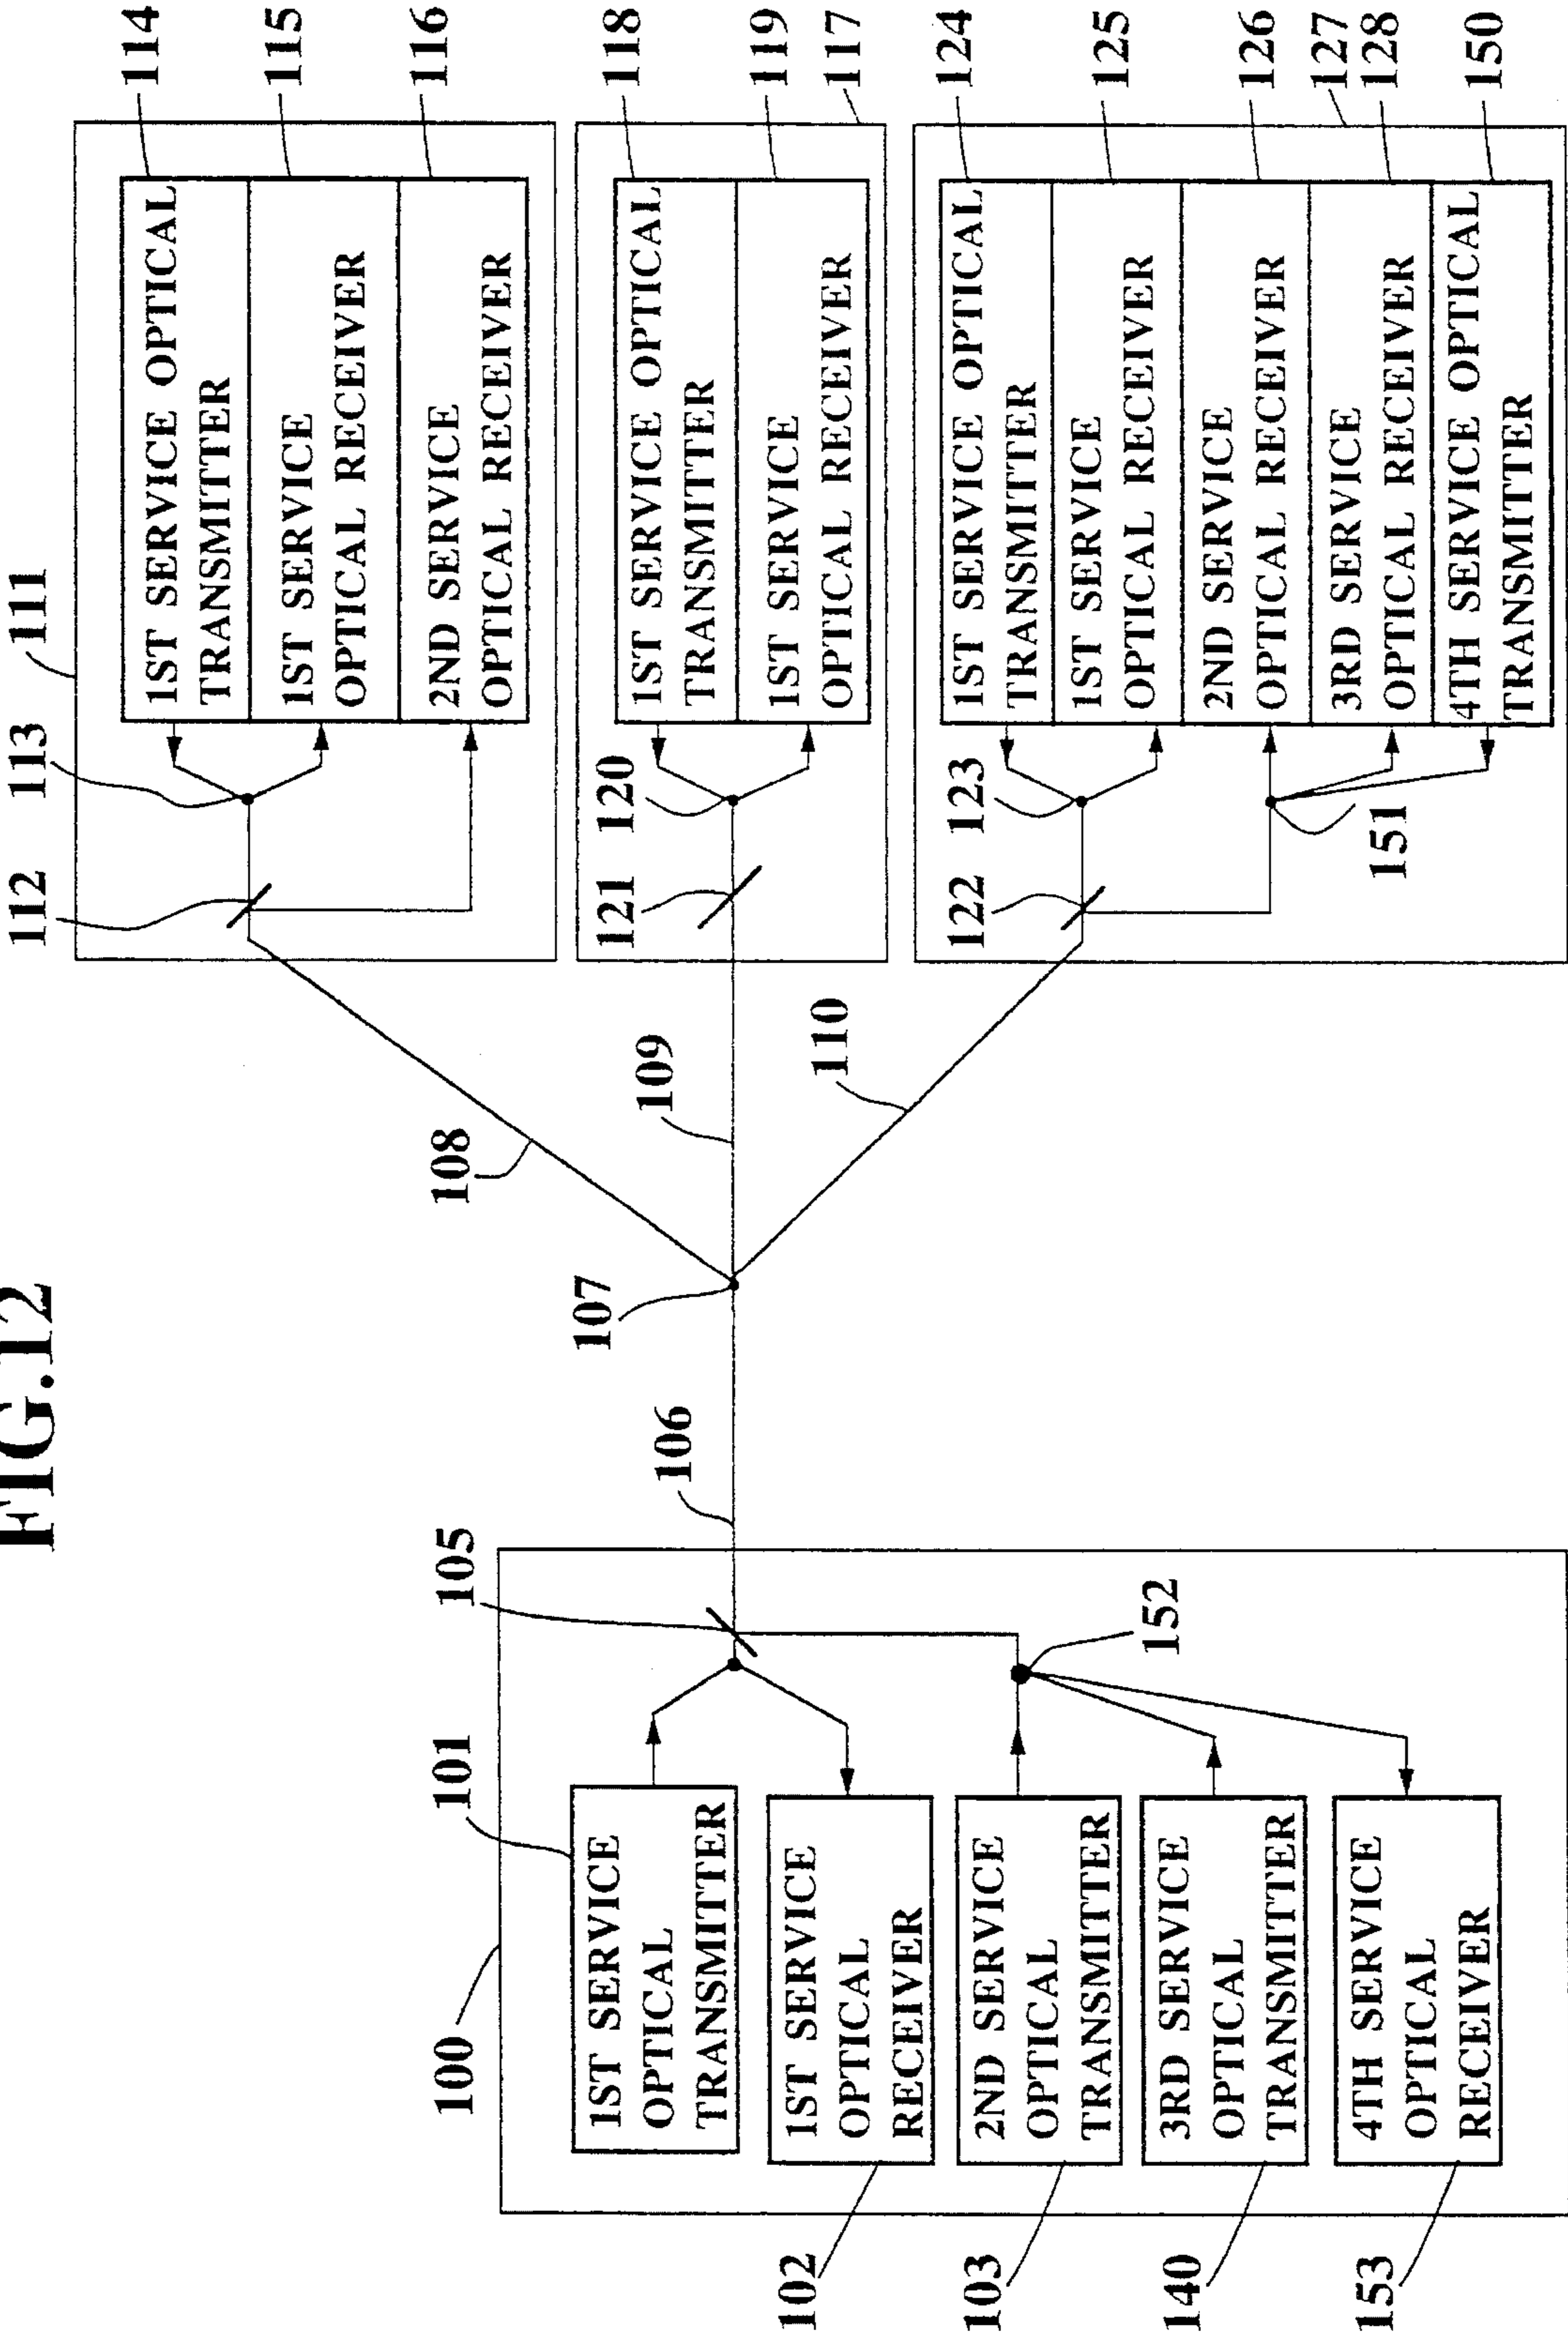 FIG.12
100
101
1ST SERVICE
OPTICAL
TRANSMITTER
102
1ST SERVICE
OPTICAL
RECEIVER
103
2ND SERVICE
OPTICAL
TRANSMITTER
140
3RD SERVICE
OPTICAL
TRANSMITTER
153
4TH SERVICE
OPTICAL
RECEIVER
105
152
106
107
108
109
110
111
112
113
1ST SERVICE OPTICAL
TRANSMITTER
114
1ST SERVICE
OPTICAL RECEIVER
115
2ND SERVICE
OPTICAL RECEIVER
116
121
120
1ST SERVICE OPTICAL
TRANSMITTER
118
1ST SERVICE
OPTICAL RECEIVER
119
117
122
123
151
1ST SERVICE OPTICAL
TRANSMITTER
124
1ST SERVICE
OPTICAL RECEIVER
125
2ND SERVICE
OPTICAL RECEIVER
126
127
3RD SERVICE
OPTICAL RECEIVER
128
4TH SERVICE OPTICAL
TRANSMITTER
150